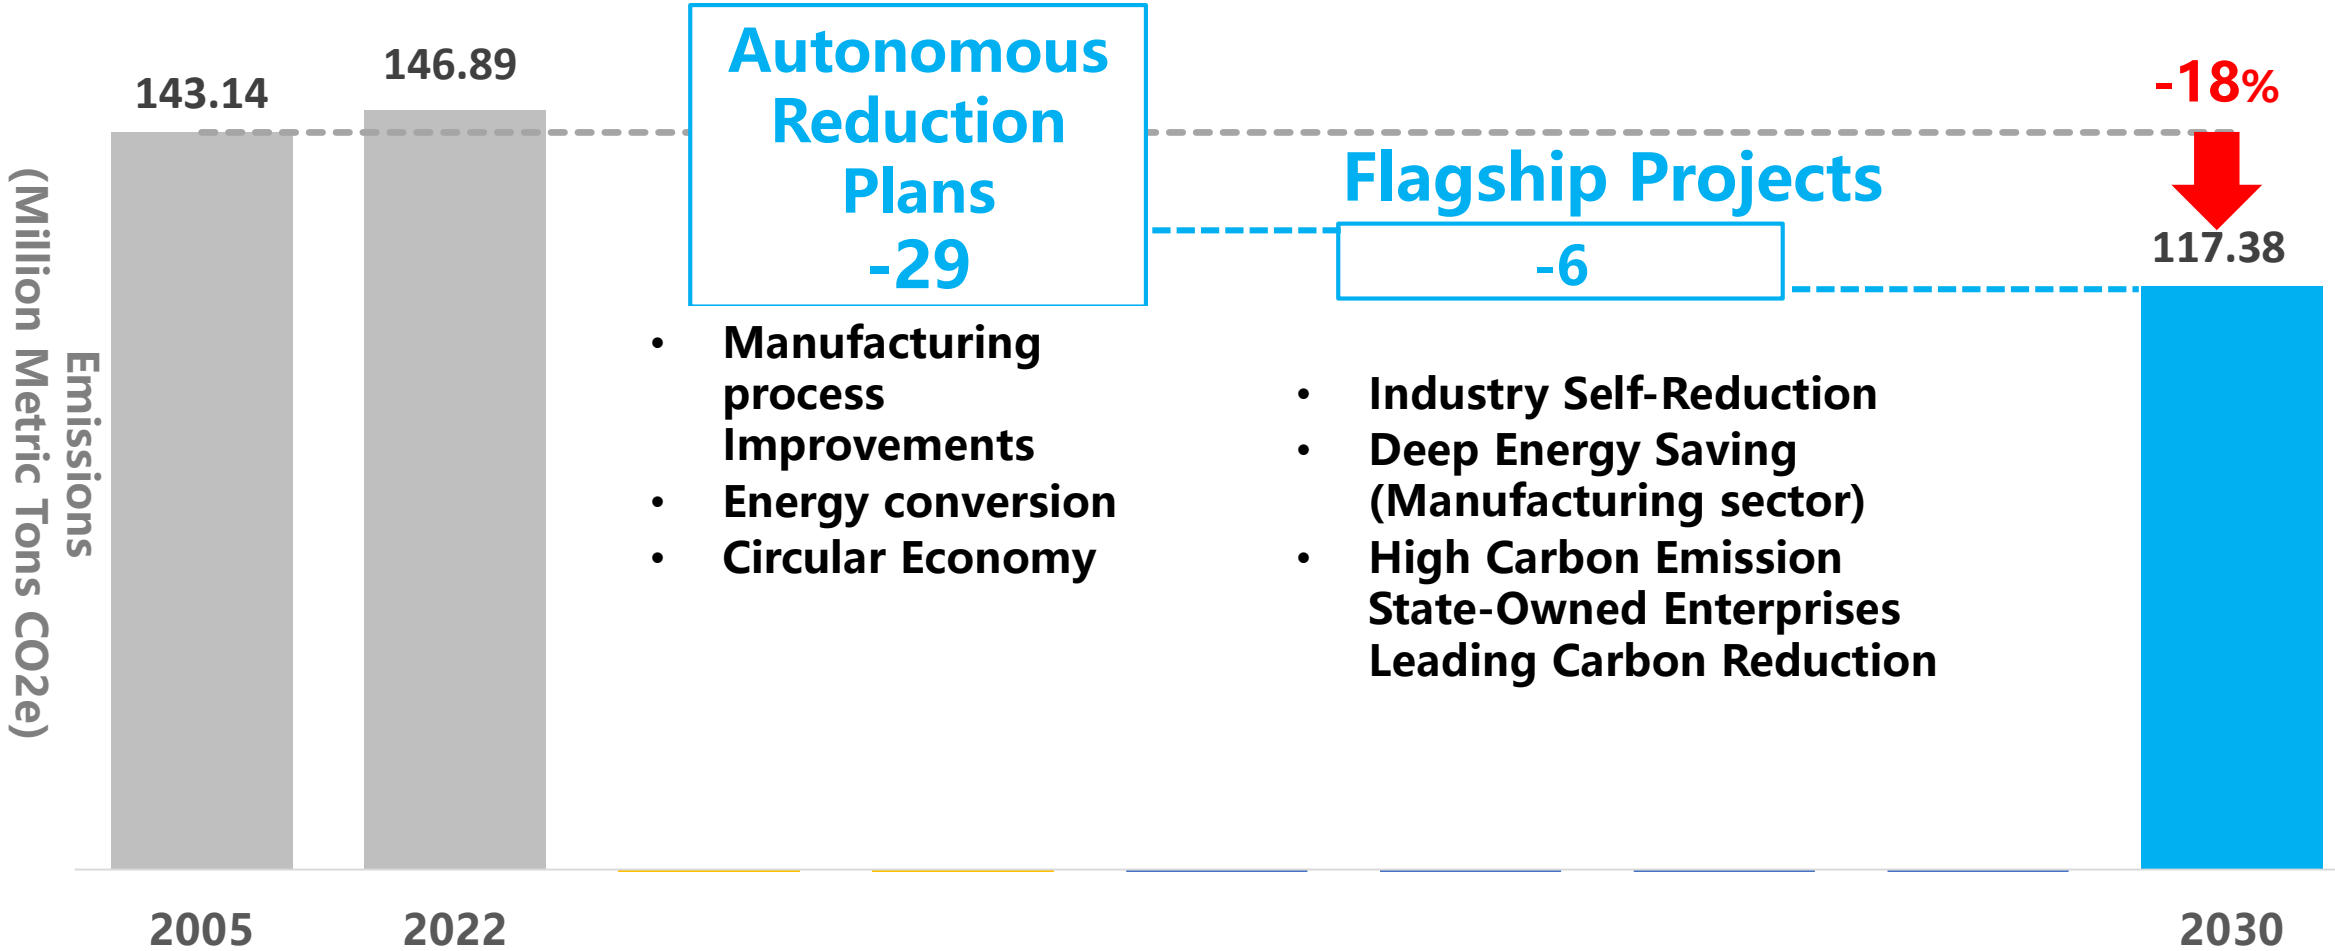 143.14
146.89
Autonomous
Reduction
Plans
-29
-18%
Flagship Projects
-6
117.38
Emissions
(Million Metric Tons CO2e)
• Manufacturing
process
Improvements
• Energy conversion
• Circular Economy
• Industry Self-Reduction
• Deep Energy Saving
(Manufacturing sector)
• High Carbon Emission
State-Owned Enterprises
Leading Carbon Reduction
2005
2022
2030